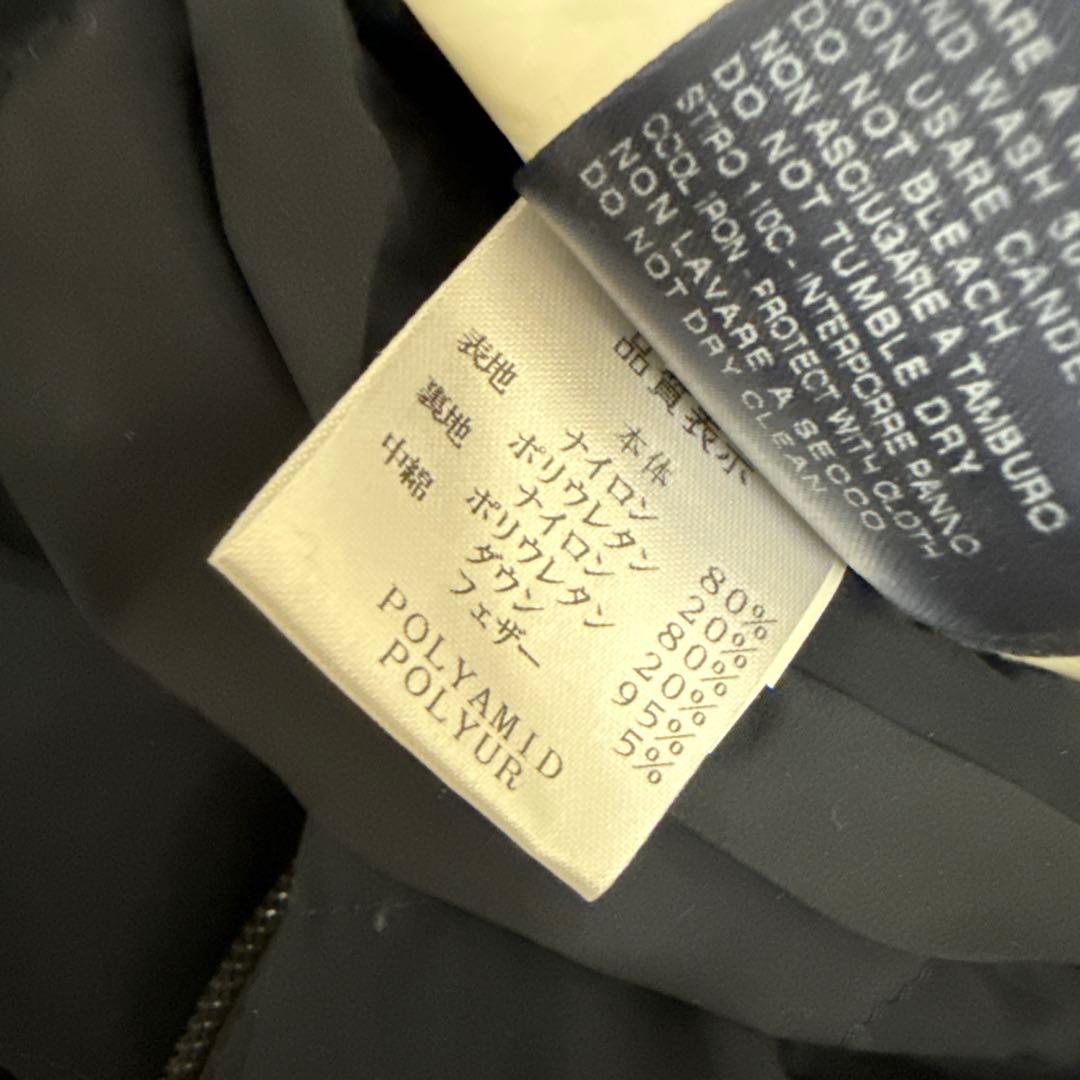 ARE A M
AND WASH 30
NON USARE CANDE
DO NOT BLEACH
NON ASCIUGARE A TAMBURO
DO NOT TUMBLE DRY
STIRO 110C - INTERPORRE PANNO
COOL IRON - PROTECT WITH CLOTH
NON LAVARE A SECCO
DO NOT DRY CLEAN
品質表示
本体
表地 ナイロン 80%
ポリウレタン 20%
裏地 ナイロン 80%
ポリウレタン 20%
中綿 ダウン 95%
フェザー 5%
POLYAMID
POLYUR